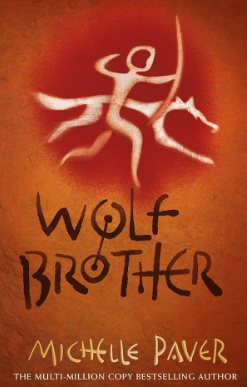 WOLF
BROTHER
MICHELLE PAVER
THE MULTI-MILLION COPY BESTSELLING AUTHOR